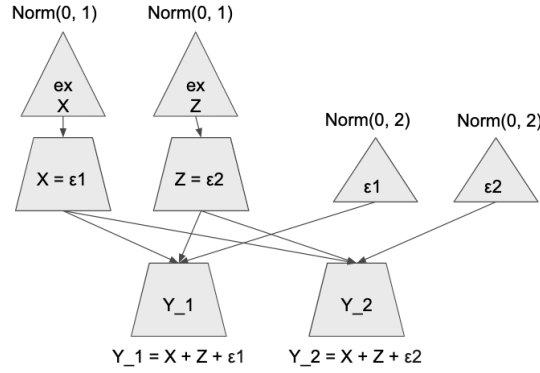 Norm(0, 1)
Norm(0, 1)
ex
X
ex
Z
Norm(0, 2)
Norm(0, 2)
X = ε1
Z = ε2
ε1
ε2
Y_1
Y_2
Y_1 = X + Z + ε1
Y_2 = X + Z + ε2